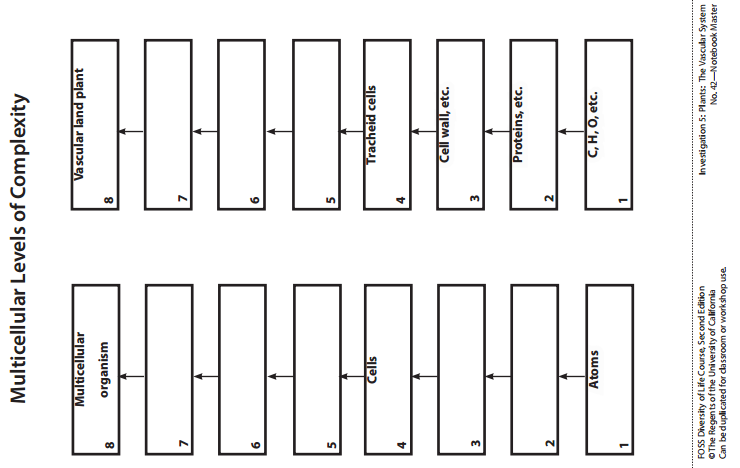 Multicellular Levels of Complexity
Multicellular
organism
8
7
6
5
Cells
4
3
2
Atoms
1
Vascular land plant
8
7
6
5
Tracheid cells
4
Cell wall, etc.
3
Proteins, etc.
2
C, H, O, etc.
1
FOSS Diversity of Life Course, Second Edition
©The Regents of the University of California
Can be duplicated for classroom or workshop use.
Investigation 5: Plants: The Vascular System
No. 42—Notebook Master